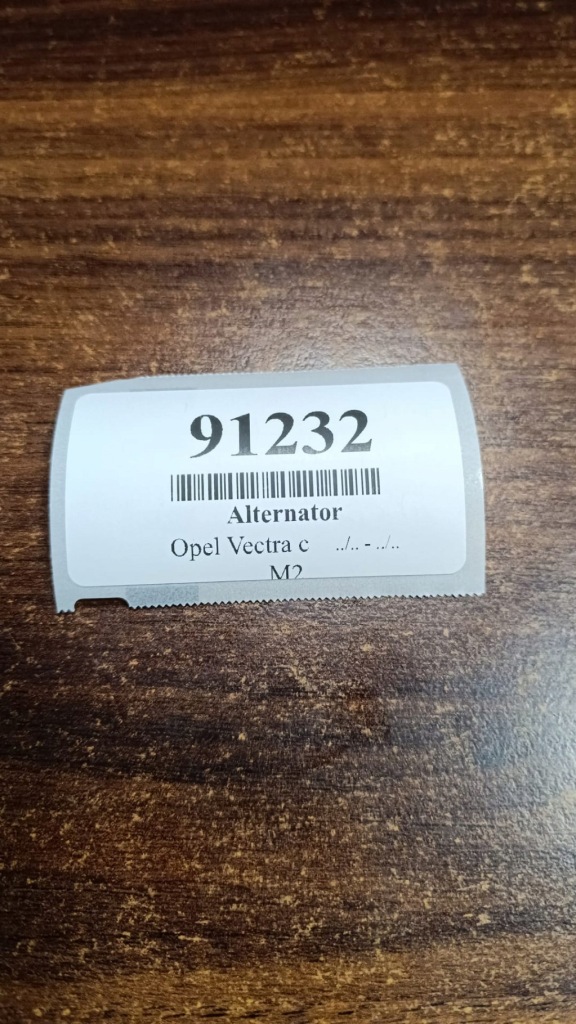 91232
Alternator
Opel Vectra c ../.. - ../..
M2